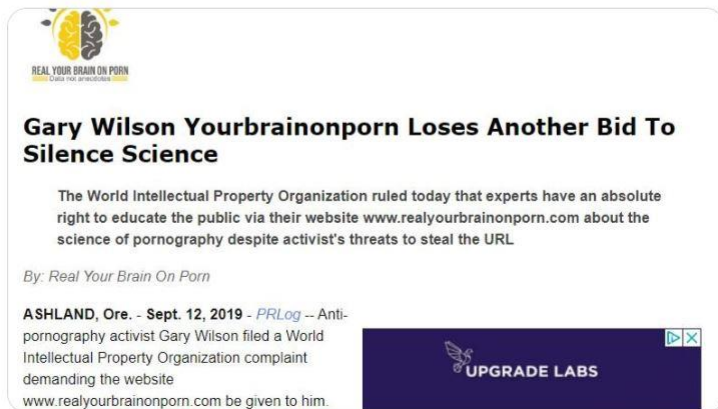 REAL YOUR BRAIN ON PORN
Data not anecdotes
Gary Wilson Yourbrainonporn Loses Another Bid To
Silence Science
The World Intellectual Property Organization ruled today that experts have an absolute
right to educate the public via their website www.realyourbrainonporn.com about the
science of pornography despite activist's threats to steal the URL
By: Real Your Brain On Porn
ASHLAND, Ore. - Sept. 12, 2019 - PRLog -- Anti-
pornography activist Gary Wilson filed a World
Intellectual Property Organization complaint
demanding the website
www.realyourbrainonporn.com be given to him.
UPGRADE LABS